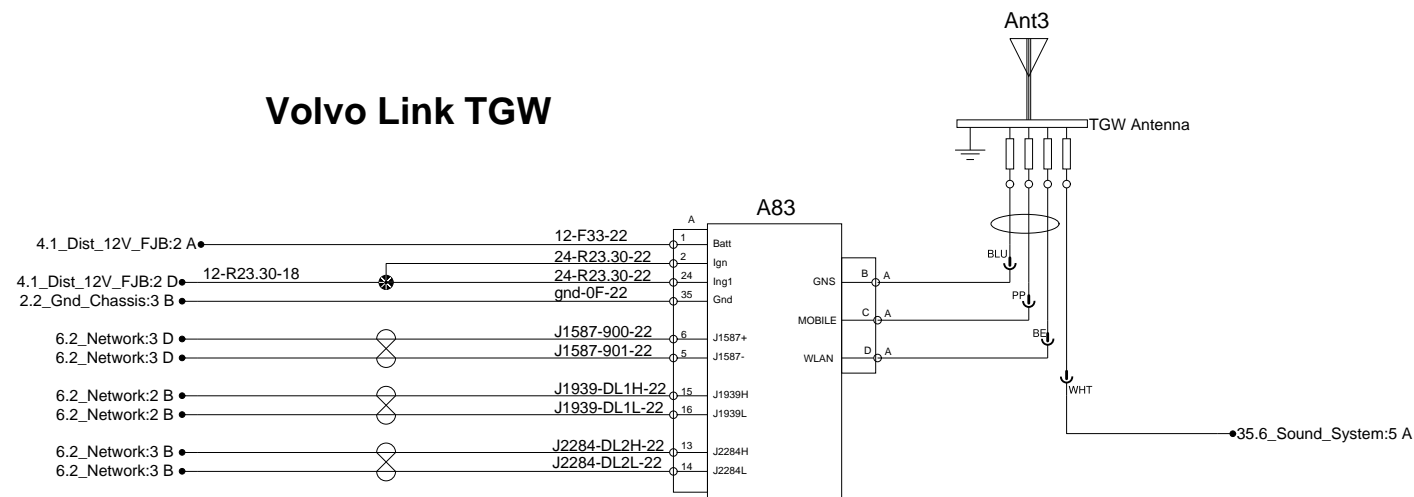 Ant3
Volvo Link TGW
TGW Antenna
A83
A
4.1_Dist_12V_FJB:2 A 12-F33-22 1 Batt
24-R23.30-22 2 Ign
4.1_Dist_12V_FJB:2 D 12-R23.30-18 24-R23.30-22 24 Ing1
2.2_Gnd_Chassis:3 B gnd-0F-22 35 Gnd
BLU
GNS B A
PP
MOBILE C A
BE
WLAN D A
WHT
6.2_Network:3 D J1587-900-22 6 J1587+
6.2_Network:3 D J1587-901-22 5 J1587-
6.2_Network:2 B J1939-DL1H-22 15 J1939H
6.2_Network:2 B J1939-DL1L-22 16 J1939L
35.6_Sound_System:5 A
6.2_Network:3 B J2284-DL2H-22 13 J2284H
6.2_Network:3 B J2284-DL2L-22 14 J2284L